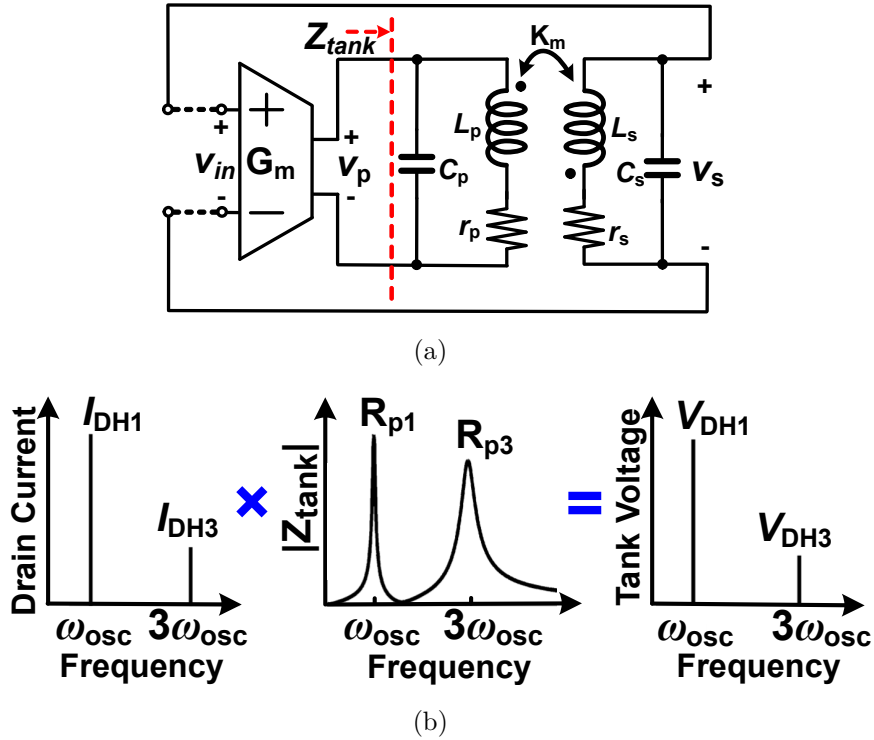 Z_tank
K_m
+
+
-
v_in
G_m
+
v_p
-
C_p
L_p
r_p
L_s
r_s
C_s
+
v_s
-
(a)
Drain Current
I_DH1
I_DH3
ω_osc 3ω_osc
Frequency
×
|Z_tank|
R_p1
R_p3
ω_osc 3ω_osc
Frequency
=
Tank Voltage
V_DH1
V_DH3
ω_osc 3ω_osc
Frequency
(b)